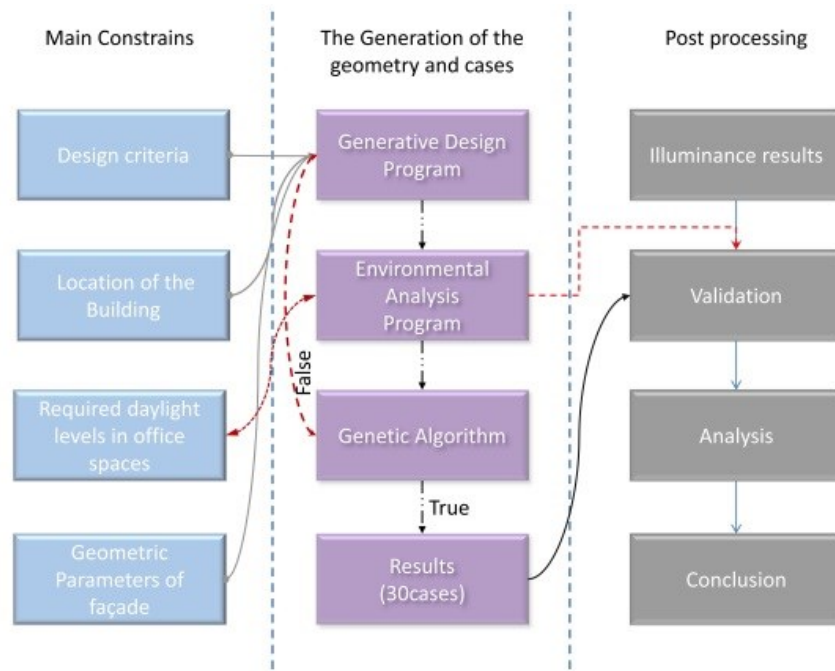 Main Constrains
The Generation of the
geometry and cases
Post processing
Design criteria
Generative Design
Program
Illuminance results
Location of the
Building
Environmental
Analysis
Program
Validation
Required daylight
levels in office
spaces
False
Genetic Algorithm
Analysis
True
Geometric
Parameters of
façade
Results
(30cases)
Conclusion